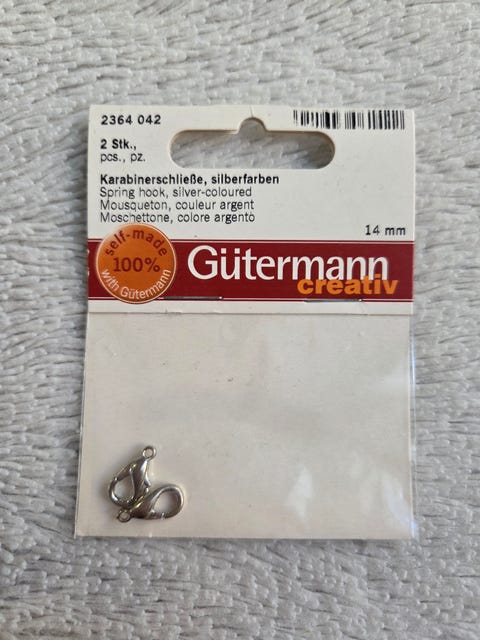 2364 042
2 Stk.,
pcs., pz.
Karabinerschließe, silberfarben
Spring hook, silver-coloured
Mousqueton, couleur argent
Moschettone, colore argento
14 mm
self-made
100%
with Gütermann
Gütermann
creativ